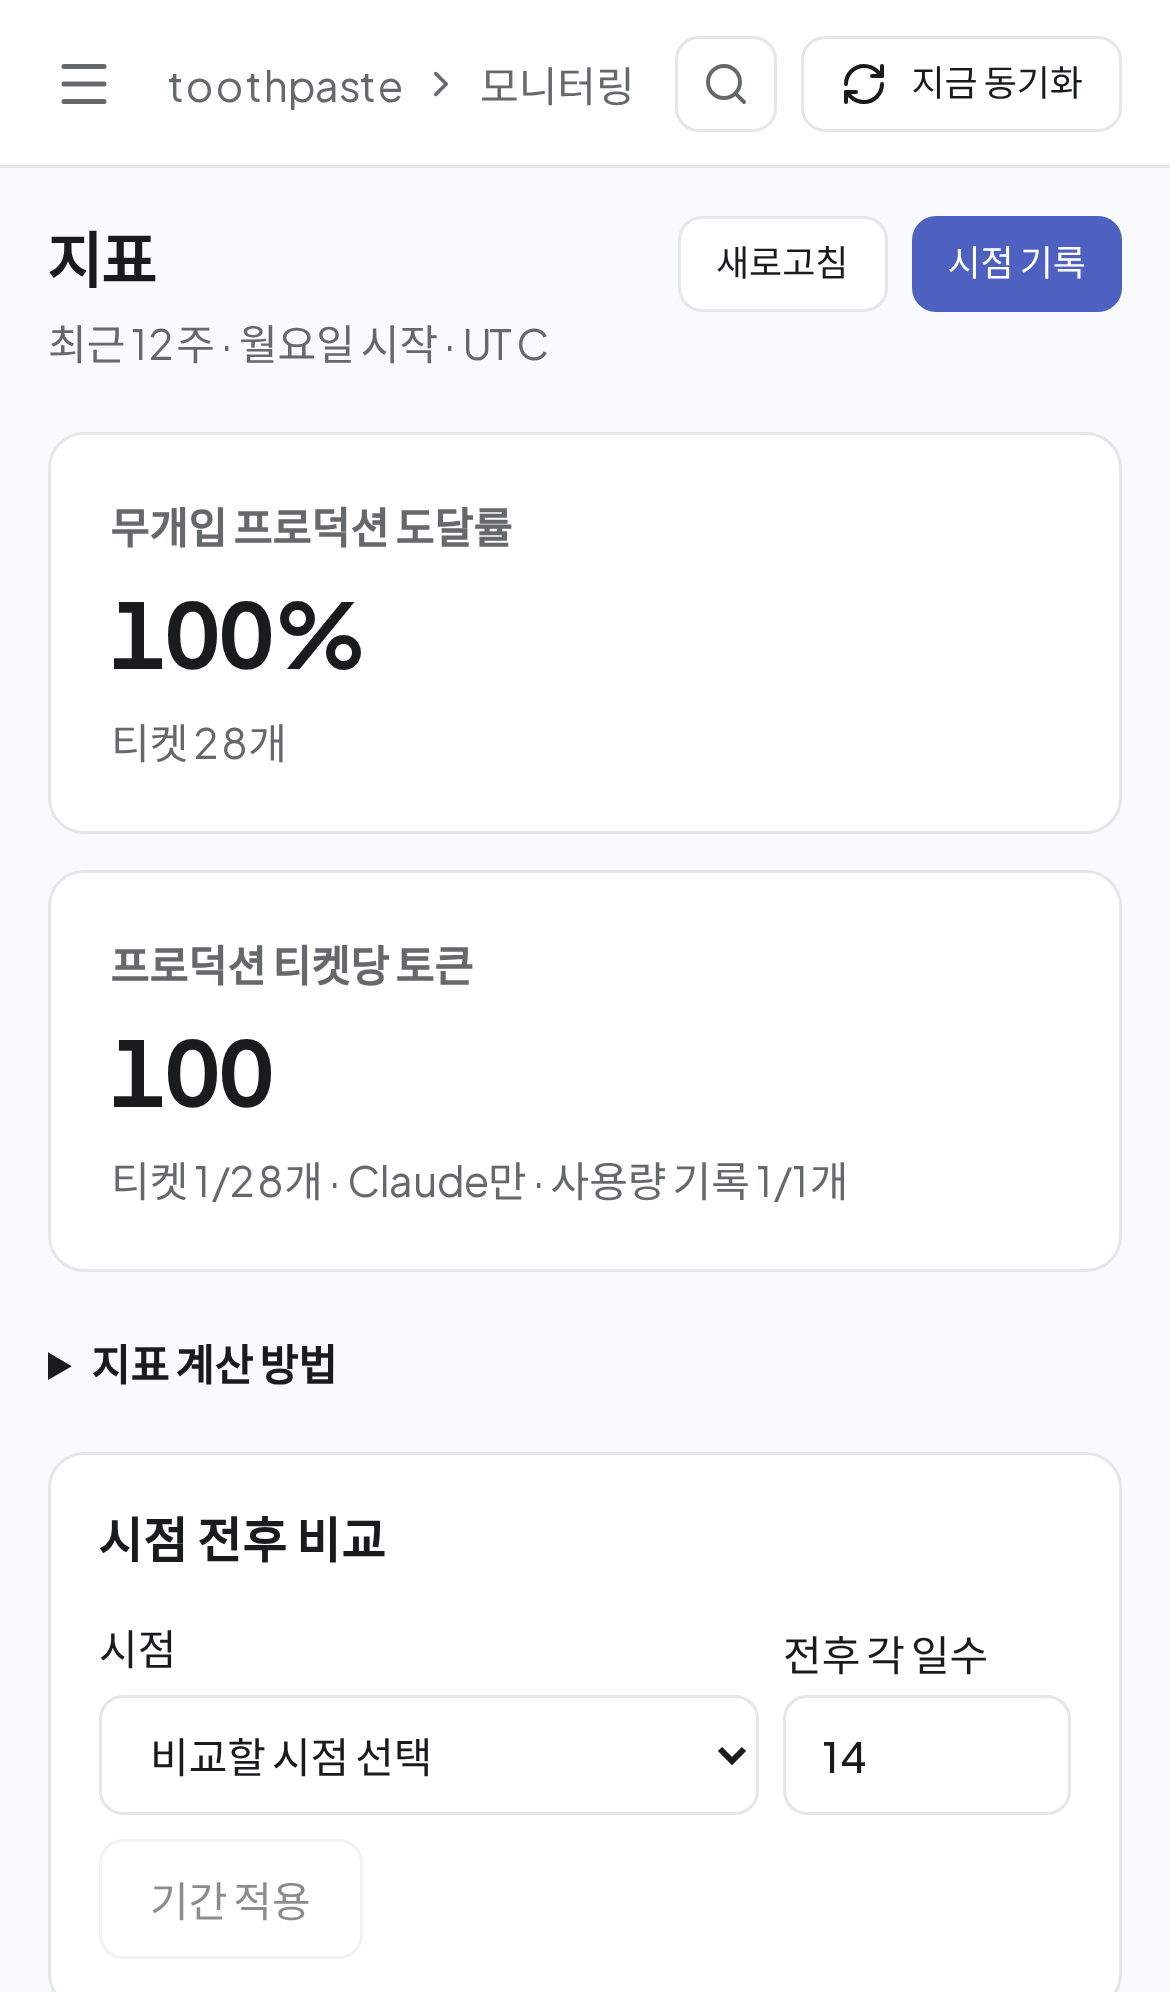 toothpaste > 모니터링
지금 동기화
지표
새로고침
시점 기록
최근 12주 · 월요일 시작 · UTC
무개입 프로덕션 도달률
100%
티켓 28개
프로덕션 티켓당 토큰
100
티켓 1/28개 · Claude만 · 사용량 기록 1/1개
▶ 지표 계산 방법
시점 전후 비교
시점
전후 각 일수
비교할 시점 선택
14
기간 적용